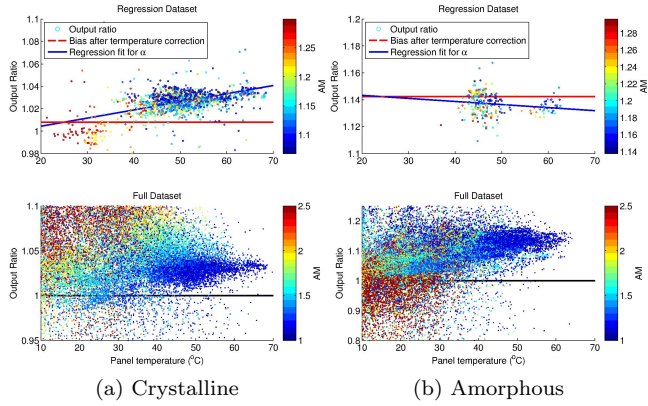 Regression Dataset
Output ratio
Bias after termperature correction
Regression fit for α
Output Ratio
1.1
1.08
1.06
1.04
1.02
1
0.98
20 30 40 50 60 70
AM
1.25
1.2
1.15
1.1
Regression Dataset
Output ratio
Bias after termperature correction
Regression fit for α
Output Ratio
1.2
1.18
1.16
1.14
1.12
1.1
20 30 40 50 60 70
AM
1.28
1.26
1.24
1.22
1.2
1.18
1.16
1.14
Full Dataset
Output Ratio
1.1
1.05
1
0.95
10 20 30 40 50 60 70
Panel temperature (°C)
AM
2.5
2
1.5
1
Full Dataset
Output Ratio
1.2
1.1
1
0.9
0.8
10 20 30 40 50 60 70
Panel temperature (°C)
AM
2.5
2
1.5
1
(a) Crystalline
(b) Amorphous